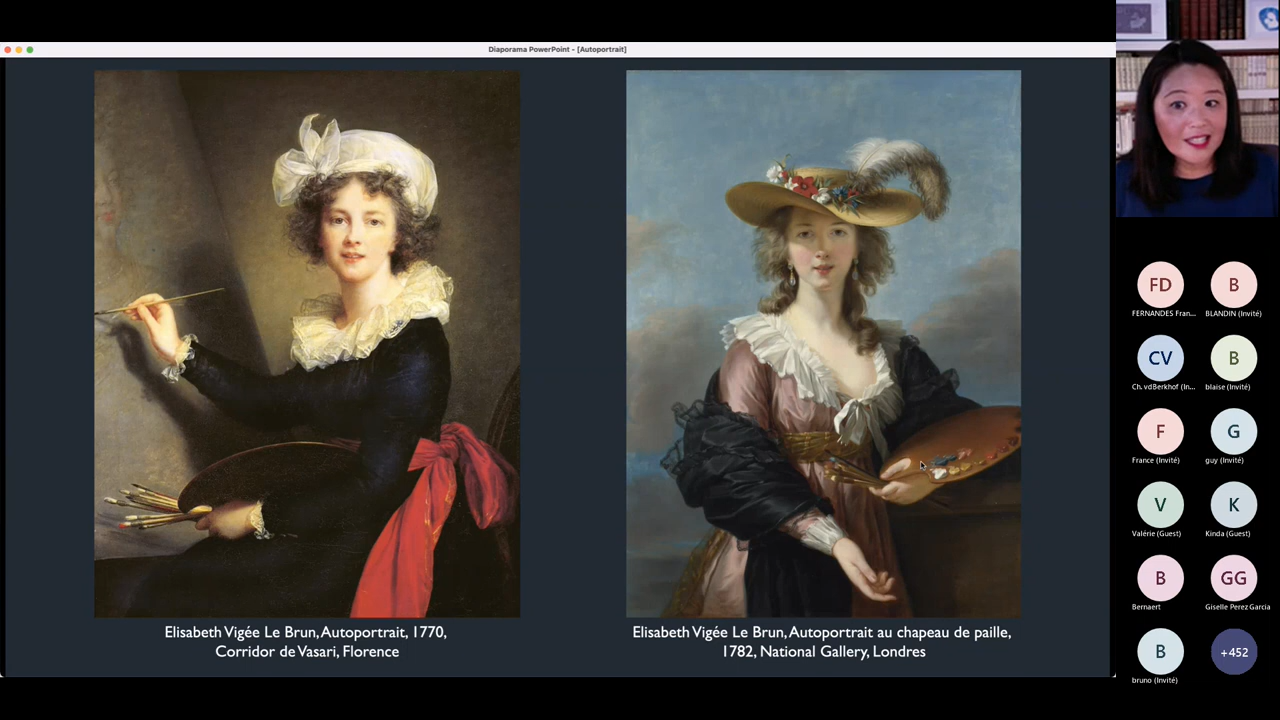 Diaporama PowerPoint - [Autoportrait]
Elisabeth Vigée Le Brun, Autoportrait, 1770,
Corridor de Vasari, Florence
Elisabeth Vigée Le Brun, Autoportrait au chapeau de paille,
1782, National Gallery, Londres
FD
B
FERNANDES Fran...
BLANDIN (Invité)
CV
B
Ch. vdBerkhof (In...
blaise (Invité)
F
G
France (Invité)
guy (Invité)
V
K
Valérie (Guest)
Kinda (Guest)
B
GG
Bernaert
Giselle Perez Garcia
B
+452
bruno (Invité)